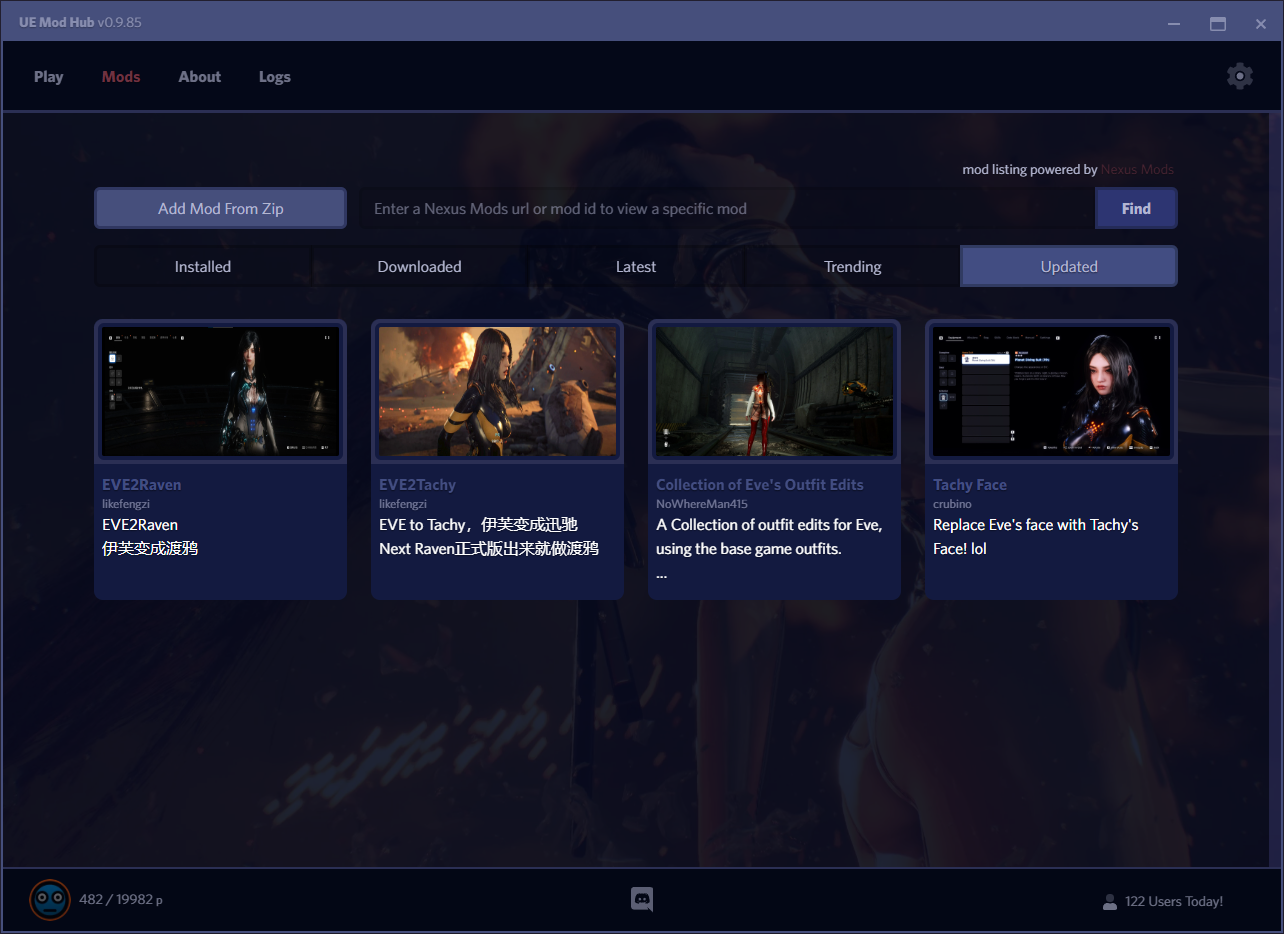 UE Mod Hub v0.9.85
Play Mods About Logs
mod listing powered by Nexus Mods
Add Mod From Zip
Enter a Nexus Mods url or mod id to view a specific mod
Find
Installed Downloaded Latest Trending Updated
EVE2Raven
likefengzi
EVE2Raven
伊芙变成渡鸦
EVE2Tachy
likefengzi
EVE to Tachy，伊芙变成迅驰
Next Raven正式版出来就做渡鸦
Collection of Eve's Outfit Edits
NoWhereMan415
A Collection of outfit edits for Eve,
using the base game outfits.
...
Tachy Face
crubino
Replace Eve's face with Tachy's
Face! lol
482 / 19982 p
122 Users Today!